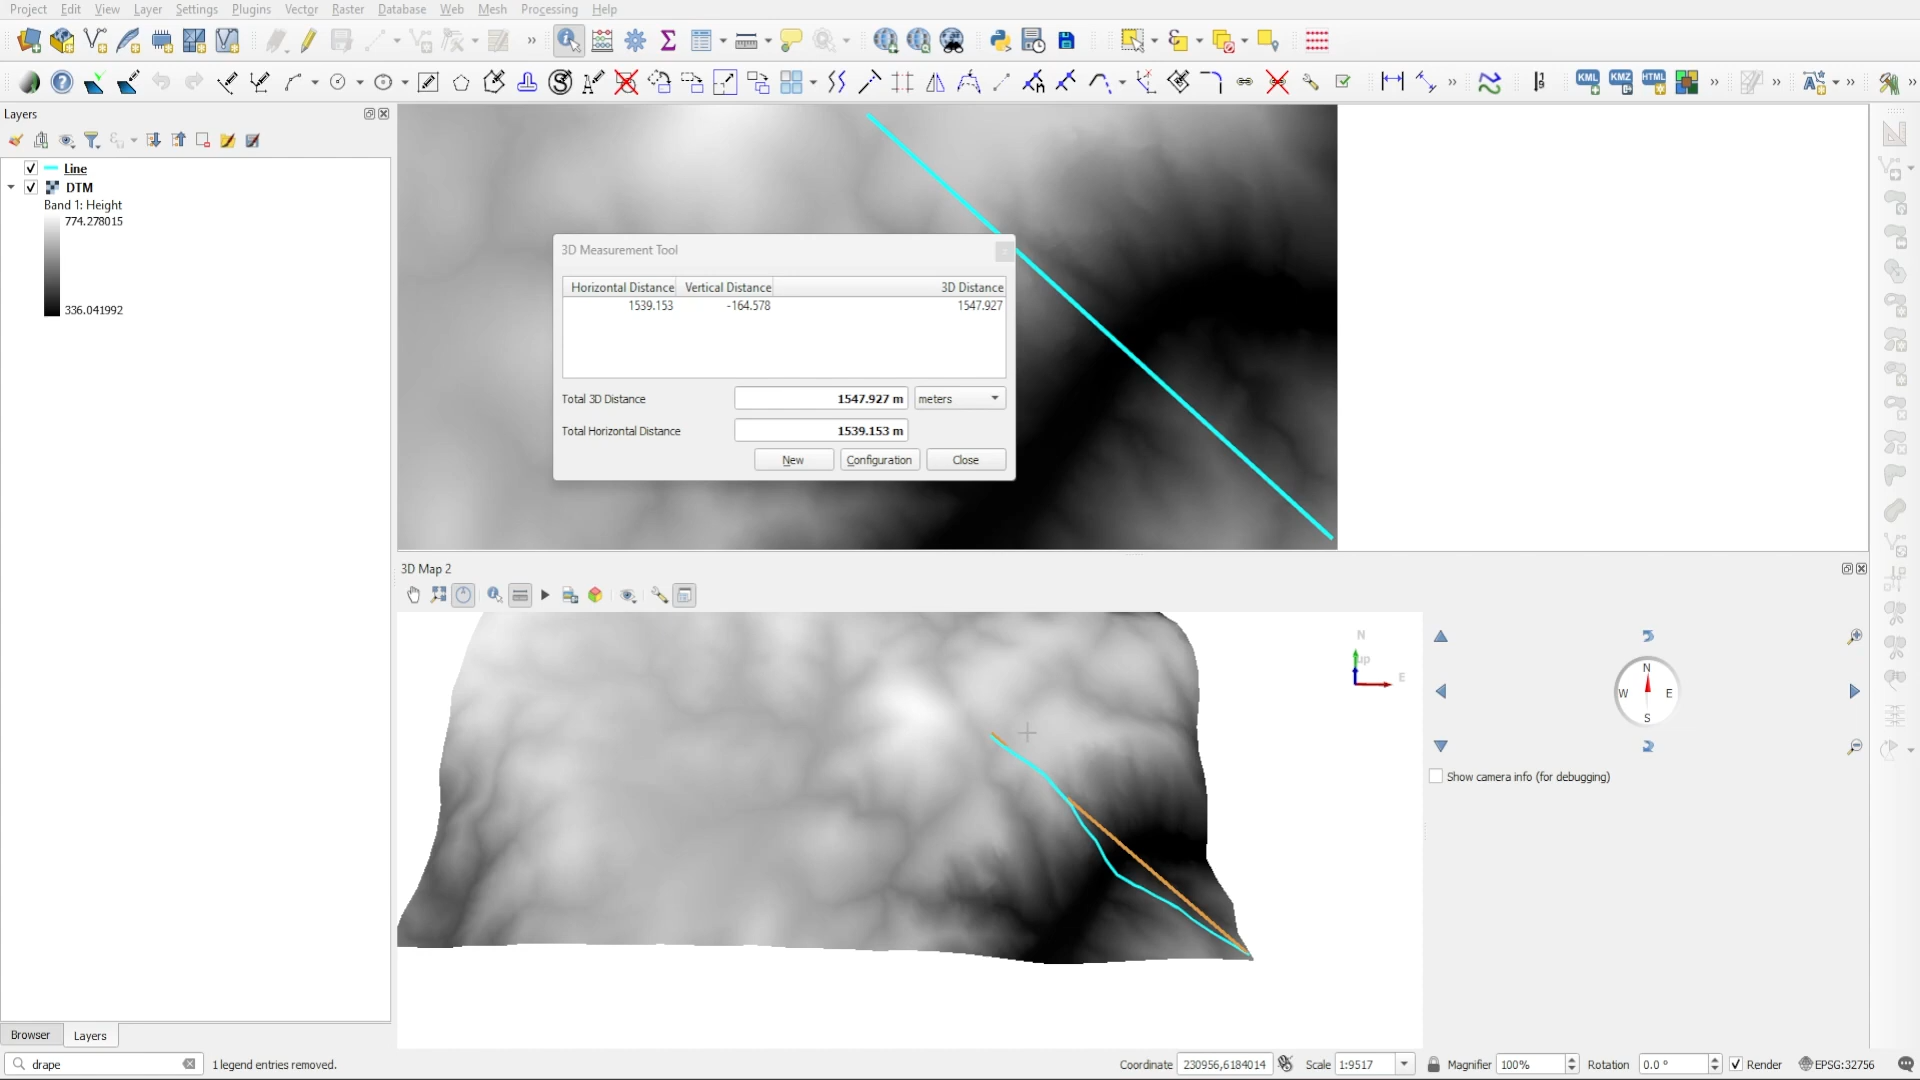 Project Edit View Layer Settings Plugins Vector Raster Database Web Mesh Processing Help
KML KMZ HTML
Layers
Line
DTM
Band 1: Height
774.278015
336.041992
3D Measurement Tool
Horizontal Distance Vertical Distance 3D Distance
1539.153 -164.578 1547.927
Total 3D Distance 1547.927 m meters
Total Horizontal Distance 1539.153 m
New Configuration Close
3D Map 2
N
up
E
N
W E
S
Show camera info (for debugging)
Browser Layers
drape 1 legend entries removed. Coordinate 230956,6184014 Scale 1:9517 Magnifier 100% Rotation 0.0 ° Render EPSG:32756